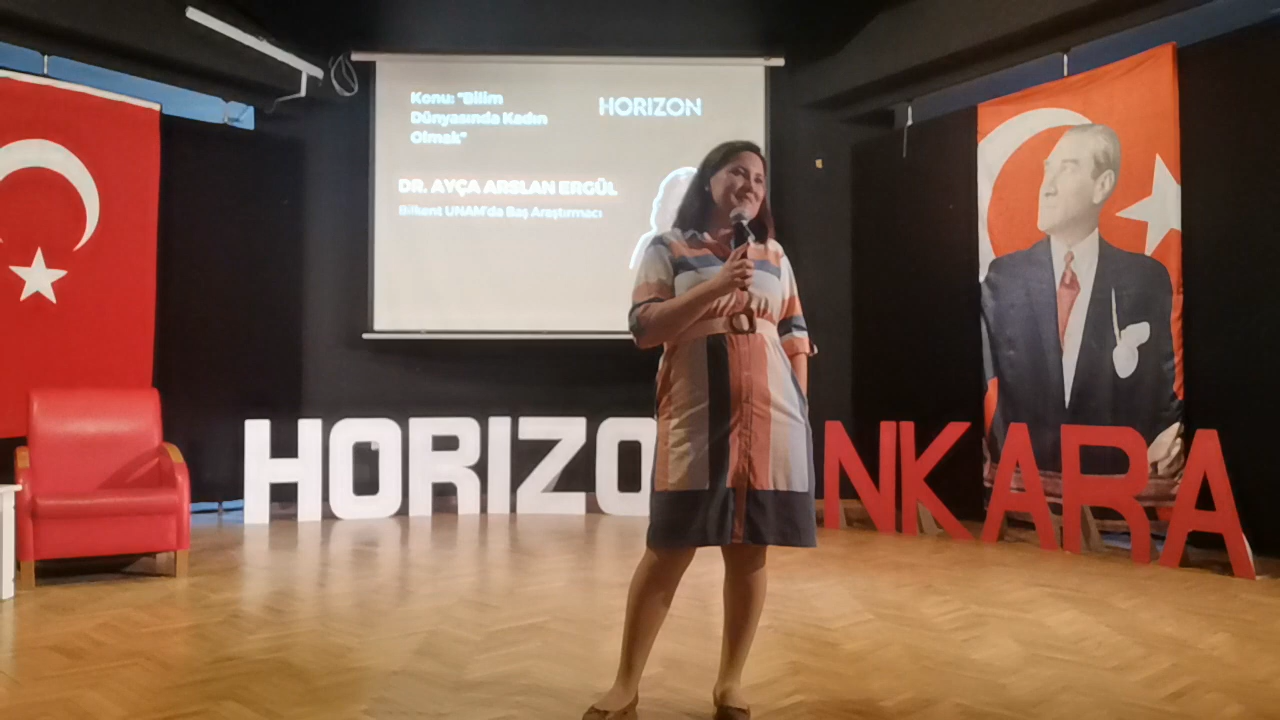 Konu: "Bilim
Dünyasında Kadın
Olmak"
HORIZON
DR. AYÇA ARSLAN ERGÜL
Bilkent UNAM'da Baş Araştırmacı
HORIZO
NKARA